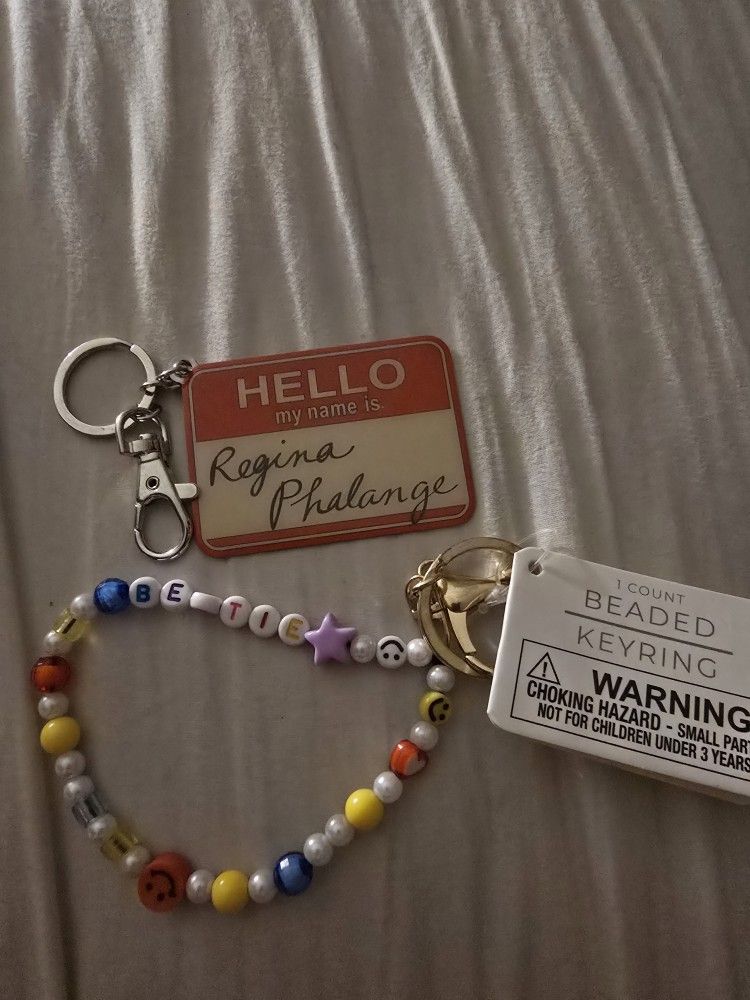 HELLO
my name is
Regina
Phalange
BE TIE
1 COUNT
BEADED
KEYRING
WARNING
CHOKING HAZARD - SMALL PAR
NOT FOR CHILDREN UNDER 3 YEARS